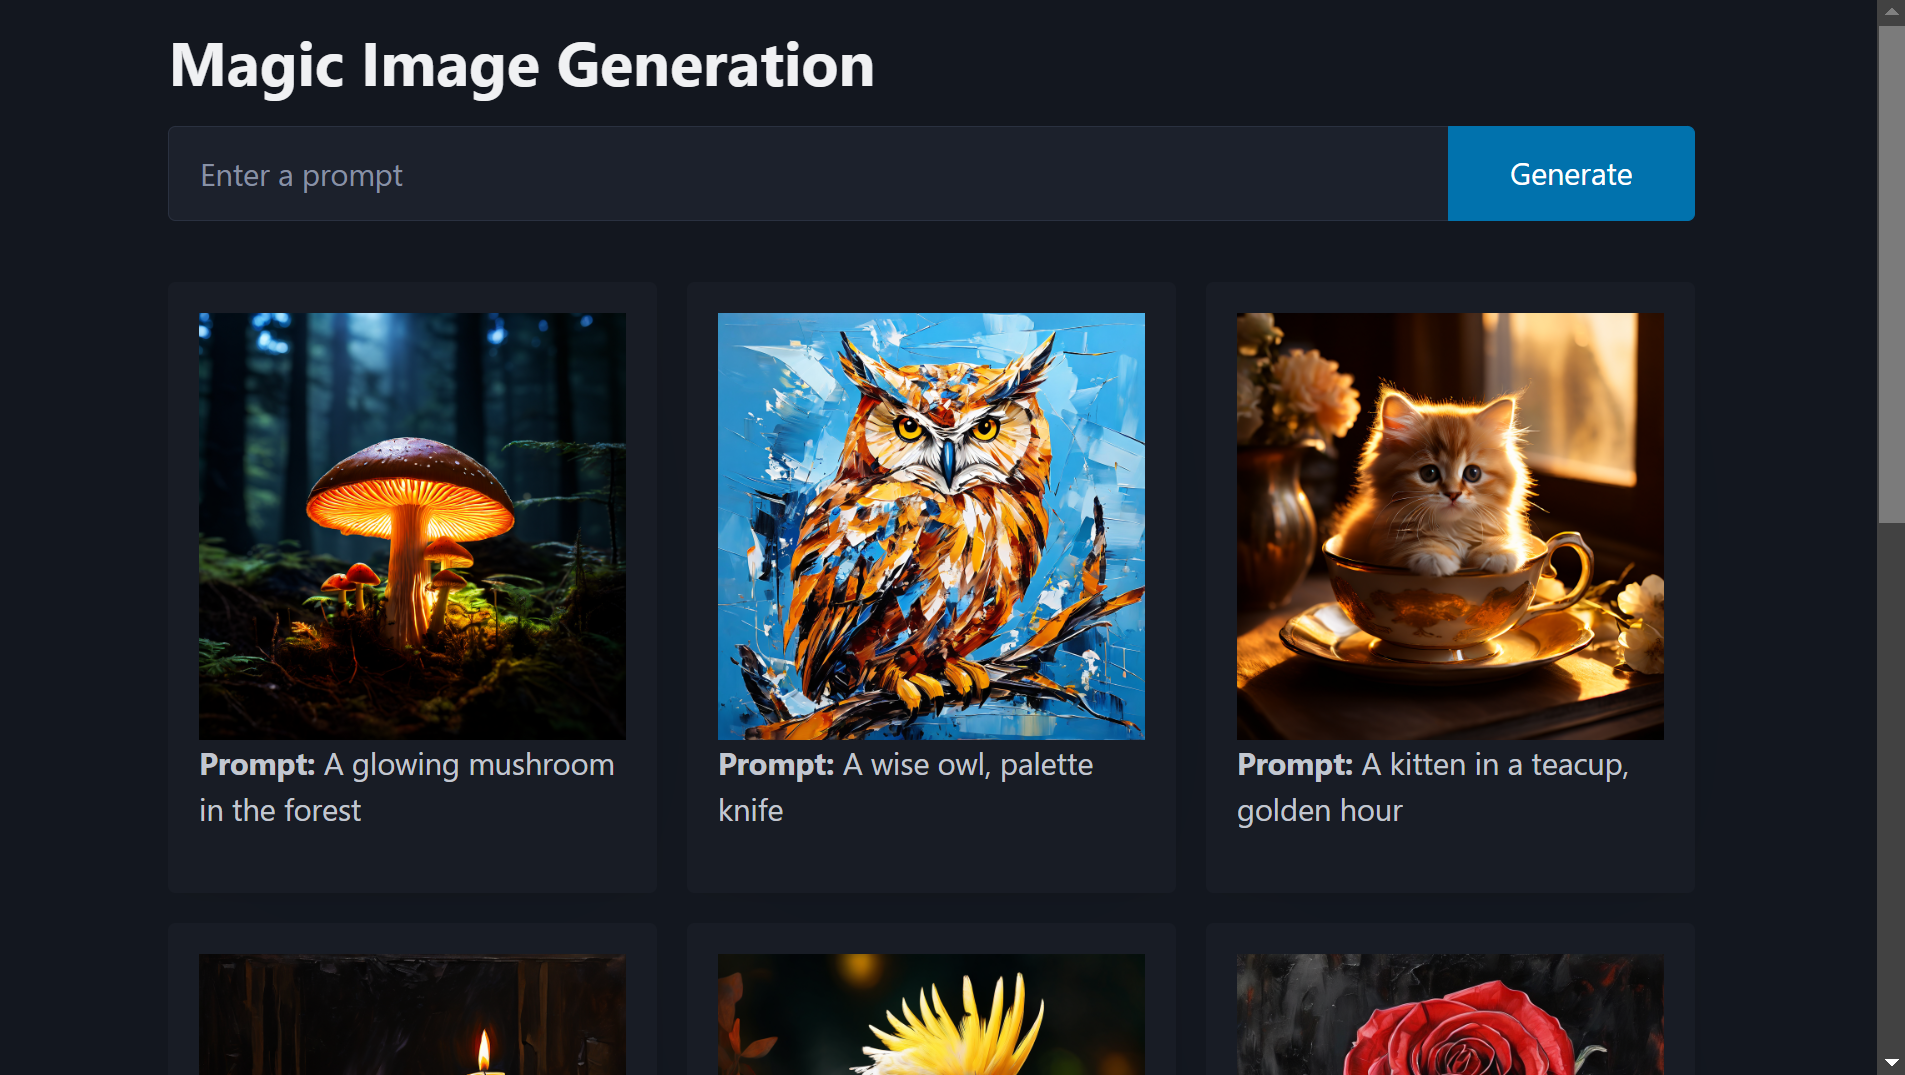 Magic Image Generation
Enter a prompt
Generate
Prompt: A glowing mushroom
in the forest
Prompt: A wise owl, palette
knife
Prompt: A kitten in a teacup,
golden hour